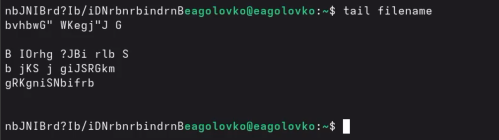 nbJNIBrd?Ib/iDNrbnrbindrnBeagolovko@eagolovko:~$ tail filename
bvhbwG" WKegj"J G
B IOrhg ?JBi rlb S
b jKS j giJSRGkm
gRKgniSNbifrb
nbJNIBrd?Ib/iDNrbnrbindrnBeagolovko@eagolovko:~$